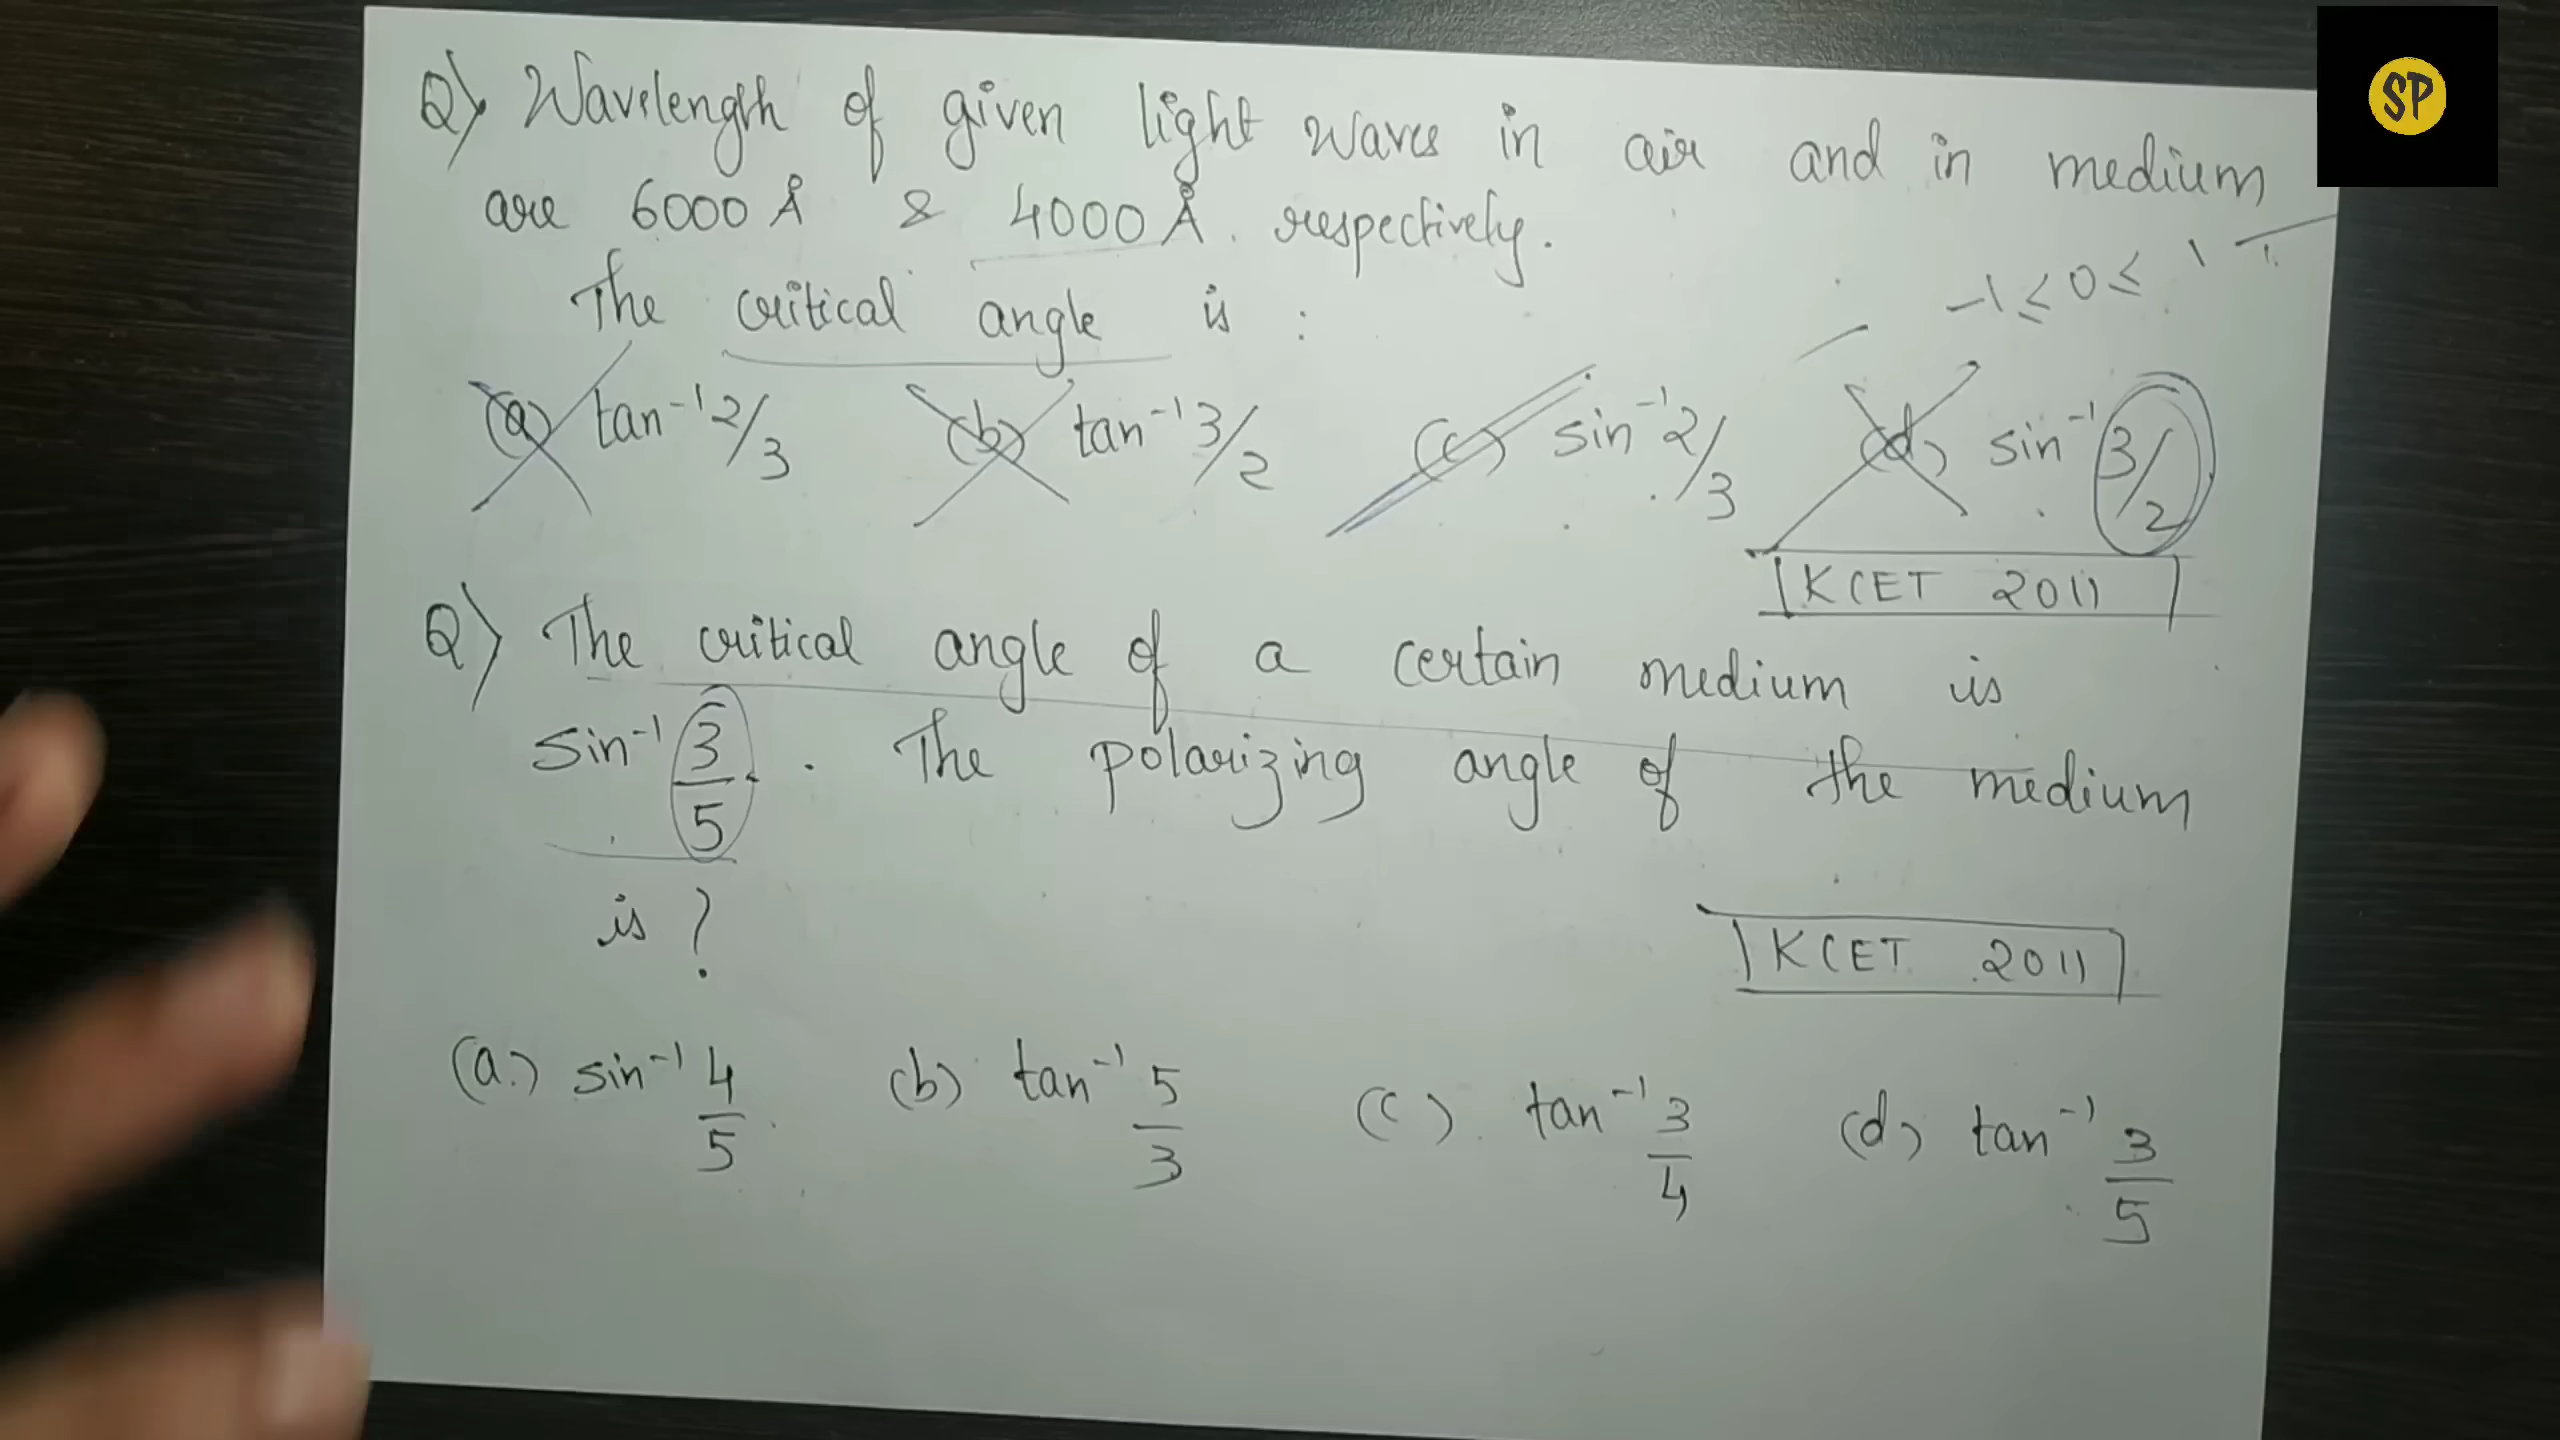 SP
Q) Wavelength of given light waves in air and in medium
are 6000 Å & 4000 Å. respectively.
The critical angle is :
-1 ≤ 0 ≤ 1
(a) tan⁻¹ 2/3 (b) tan⁻¹ 3/2 (c) sin⁻¹ 2/3 (d) sin⁻¹ 3/2
KCET 2011
Q) The critical angle of a certain medium is
sin⁻¹ 3/5 . The polarizing angle of the medium
is ?
KCET 2011
(a.) sin⁻¹ 4/5 (b) tan⁻¹ 5/3 (c) tan⁻¹ 3/4 (d) tan⁻¹ 3/5